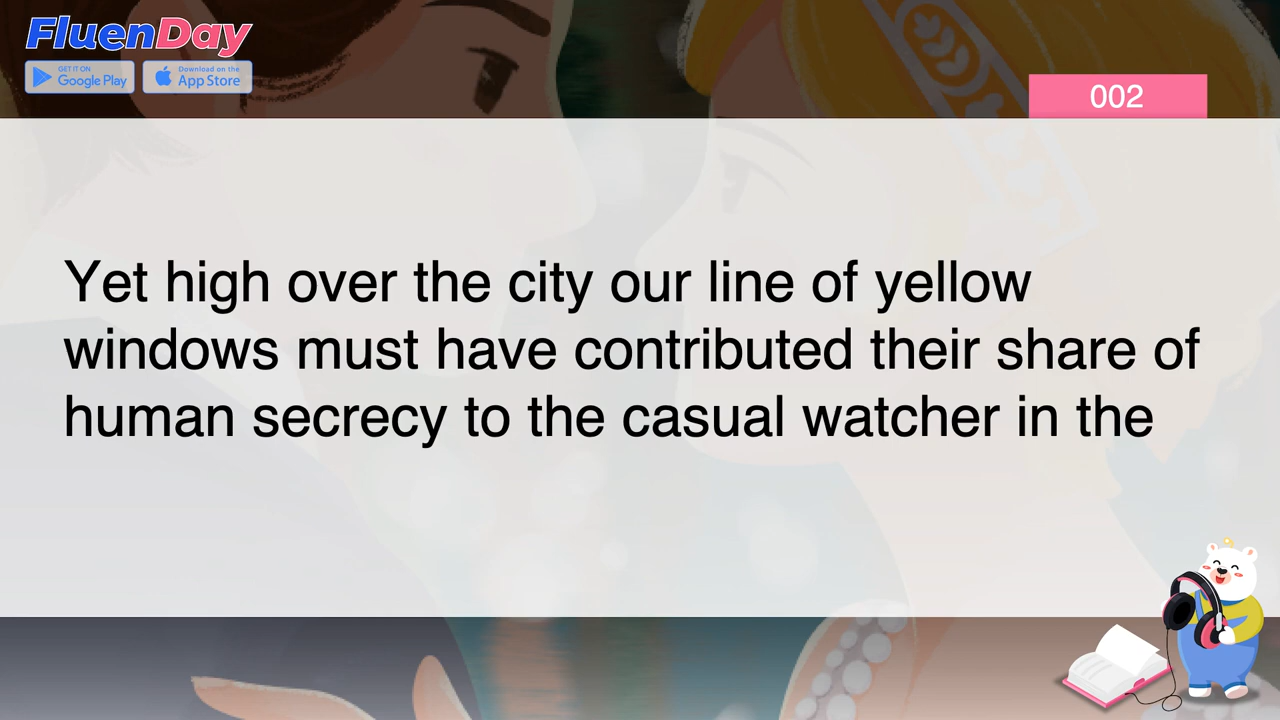 FluenDay
GET IT ON
Google Play
Download on the
App Store
002
Yet high over the city our line of yellow
windows must have contributed their share of
human secrecy to the casual watcher in the